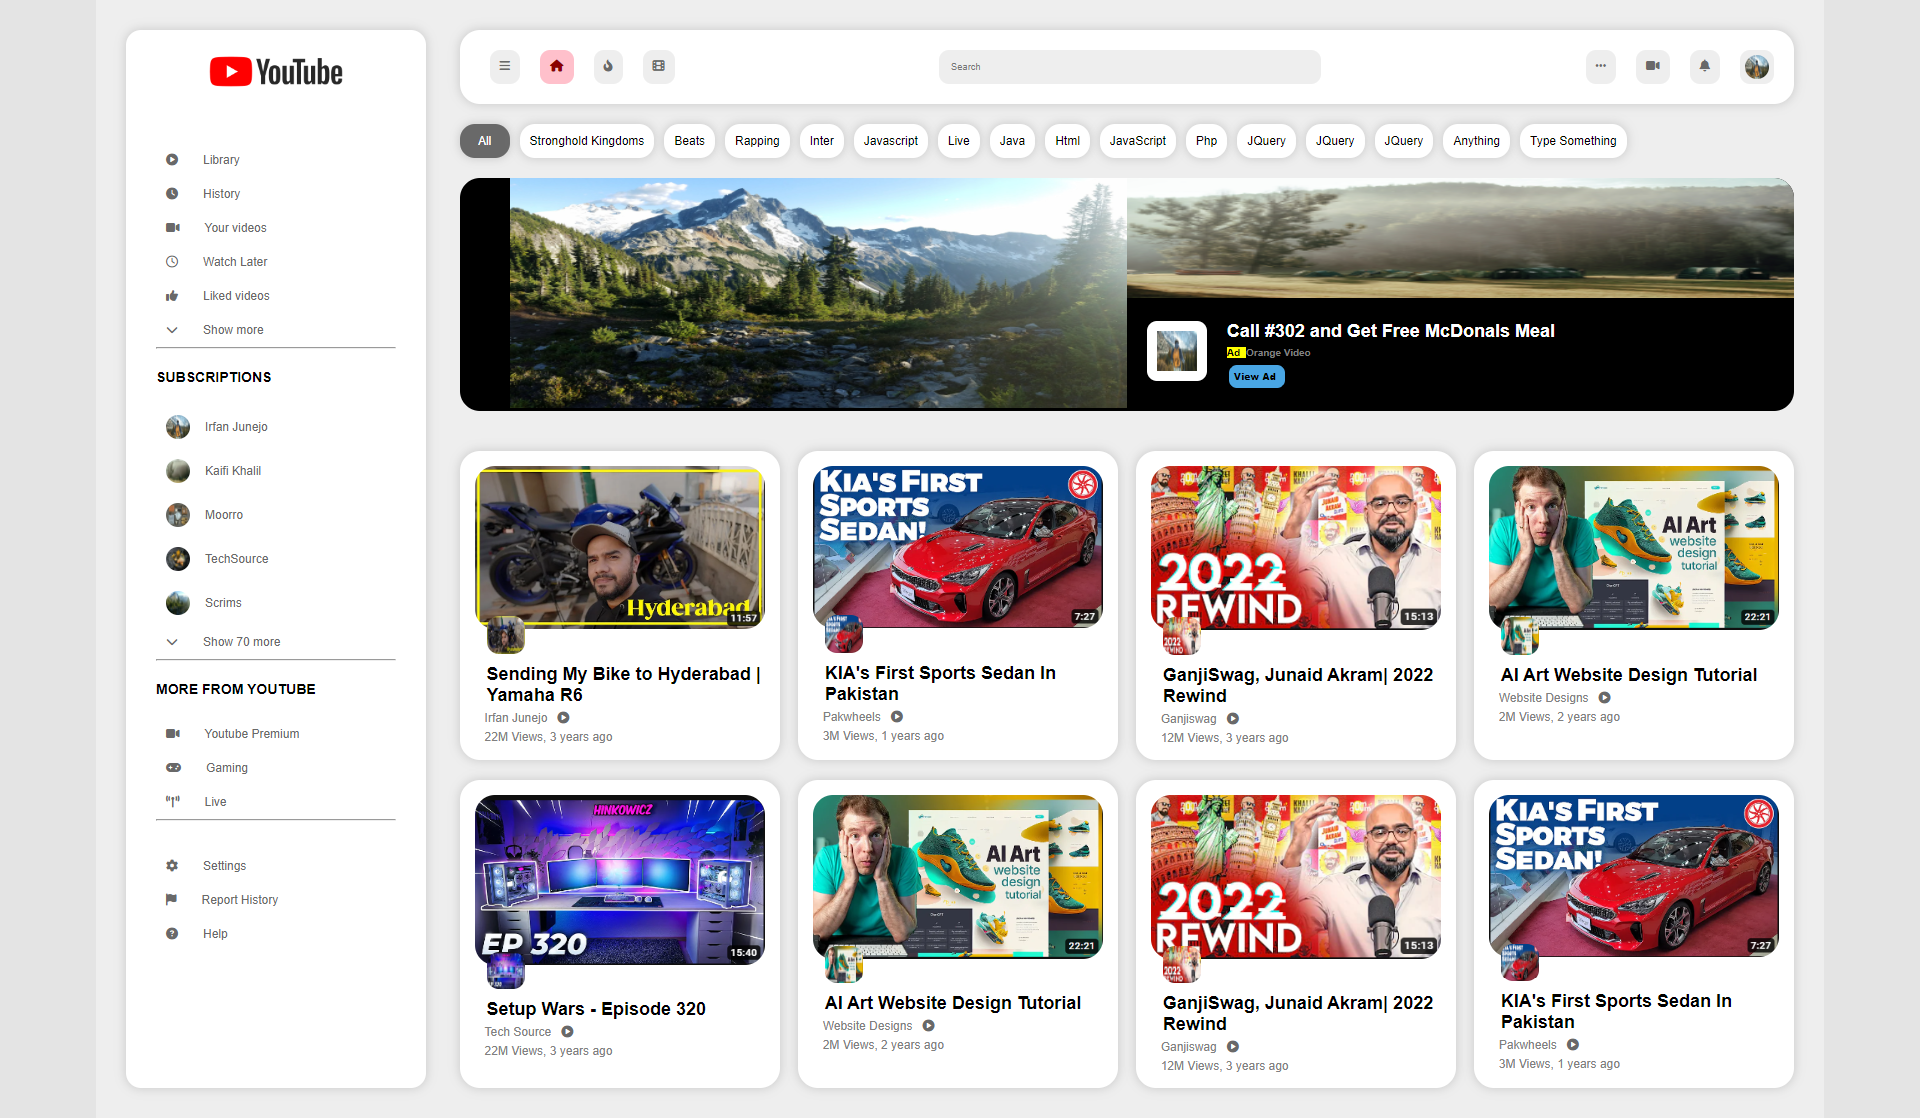 YouTube
Search
Library
History
Your videos
Watch Later
Liked videos
Show more
SUBSCRIPTIONS
Irfan Junejo
Kaifi Khalil
Moorro
TechSource
Scrims
Show 70 more
MORE FROM YOUTUBE
Youtube Premium
Gaming
Live
Settings
Report History
Help
All Stronghold Kingdoms Beats Rapping Inter Javascript Live Java Html JavaScript Php JQuery JQuery JQuery Anything Type Something
Call #302 and Get Free McDonals Meal
Ad Orange Video
View Ad
Hyderabad
11:57
Sending My Bike to Hyderabad |
Yamaha R6
Irfan Junejo
22M Views, 3 years ago
KIA'S FIRST
SPORTS
SEDAN!
7:27
KIA's First Sports Sedan In
Pakistan
Pakwheels
3M Views, 1 years ago
JUNAID
AKRAM
2022
REWIND
15:13
GanjiSwag, Junaid Akram| 2022
Rewind
Ganjiswag
12M Views, 3 years ago
AI Art
website
design
tutorial
22:21
AI Art Website Design Tutorial
Website Designs
2M Views, 2 years ago
HINKOWICZ
EP 320
15:40
Setup Wars - Episode 320
Tech Source
22M Views, 3 years ago
AI Art
website
design
tutorial
22:21
AI Art Website Design Tutorial
Website Designs
2M Views, 2 years ago
JUNAID
AKRAM
2022
REWIND
15:13
GanjiSwag, Junaid Akram| 2022
Rewind
Ganjiswag
12M Views, 3 years ago
KIA'S FIRST
SPORTS
SEDAN!
7:27
KIA's First Sports Sedan In
Pakistan
Pakwheels
3M Views, 1 years ago